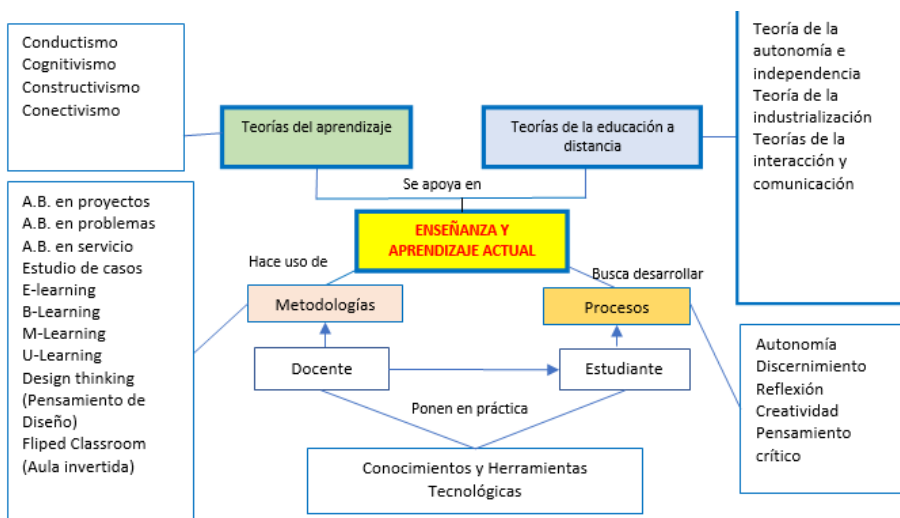 Conductismo
Cognitivismo
Constructivismo
Conectivismo
Teorías del aprendizaje
Teorías de la educación a
distancia
Teoría de la
autonomía e
independencia
Teoría de la
industrialización
Teorías de la
interacción y
comunicación
Se apoya en
ENSEÑANZA Y
APRENDIZAJE ACTUAL
Hace uso de
Busca desarrollar
A.B. en proyectos
A.B. en problemas
A.B. en servicio
Estudio de casos
E-learning
B-Learning
M-Learning
U-Learning
Design thinking
(Pensamiento de
Diseño)
Fliped Classroom
(Aula invertida)
Metodologías
Procesos
Docente
Estudiante
Autonomía
Discernimiento
Reflexión
Creatividad
Pensamiento
crítico
Ponen en práctica
Conocimientos y Herramientas
Tecnológicas